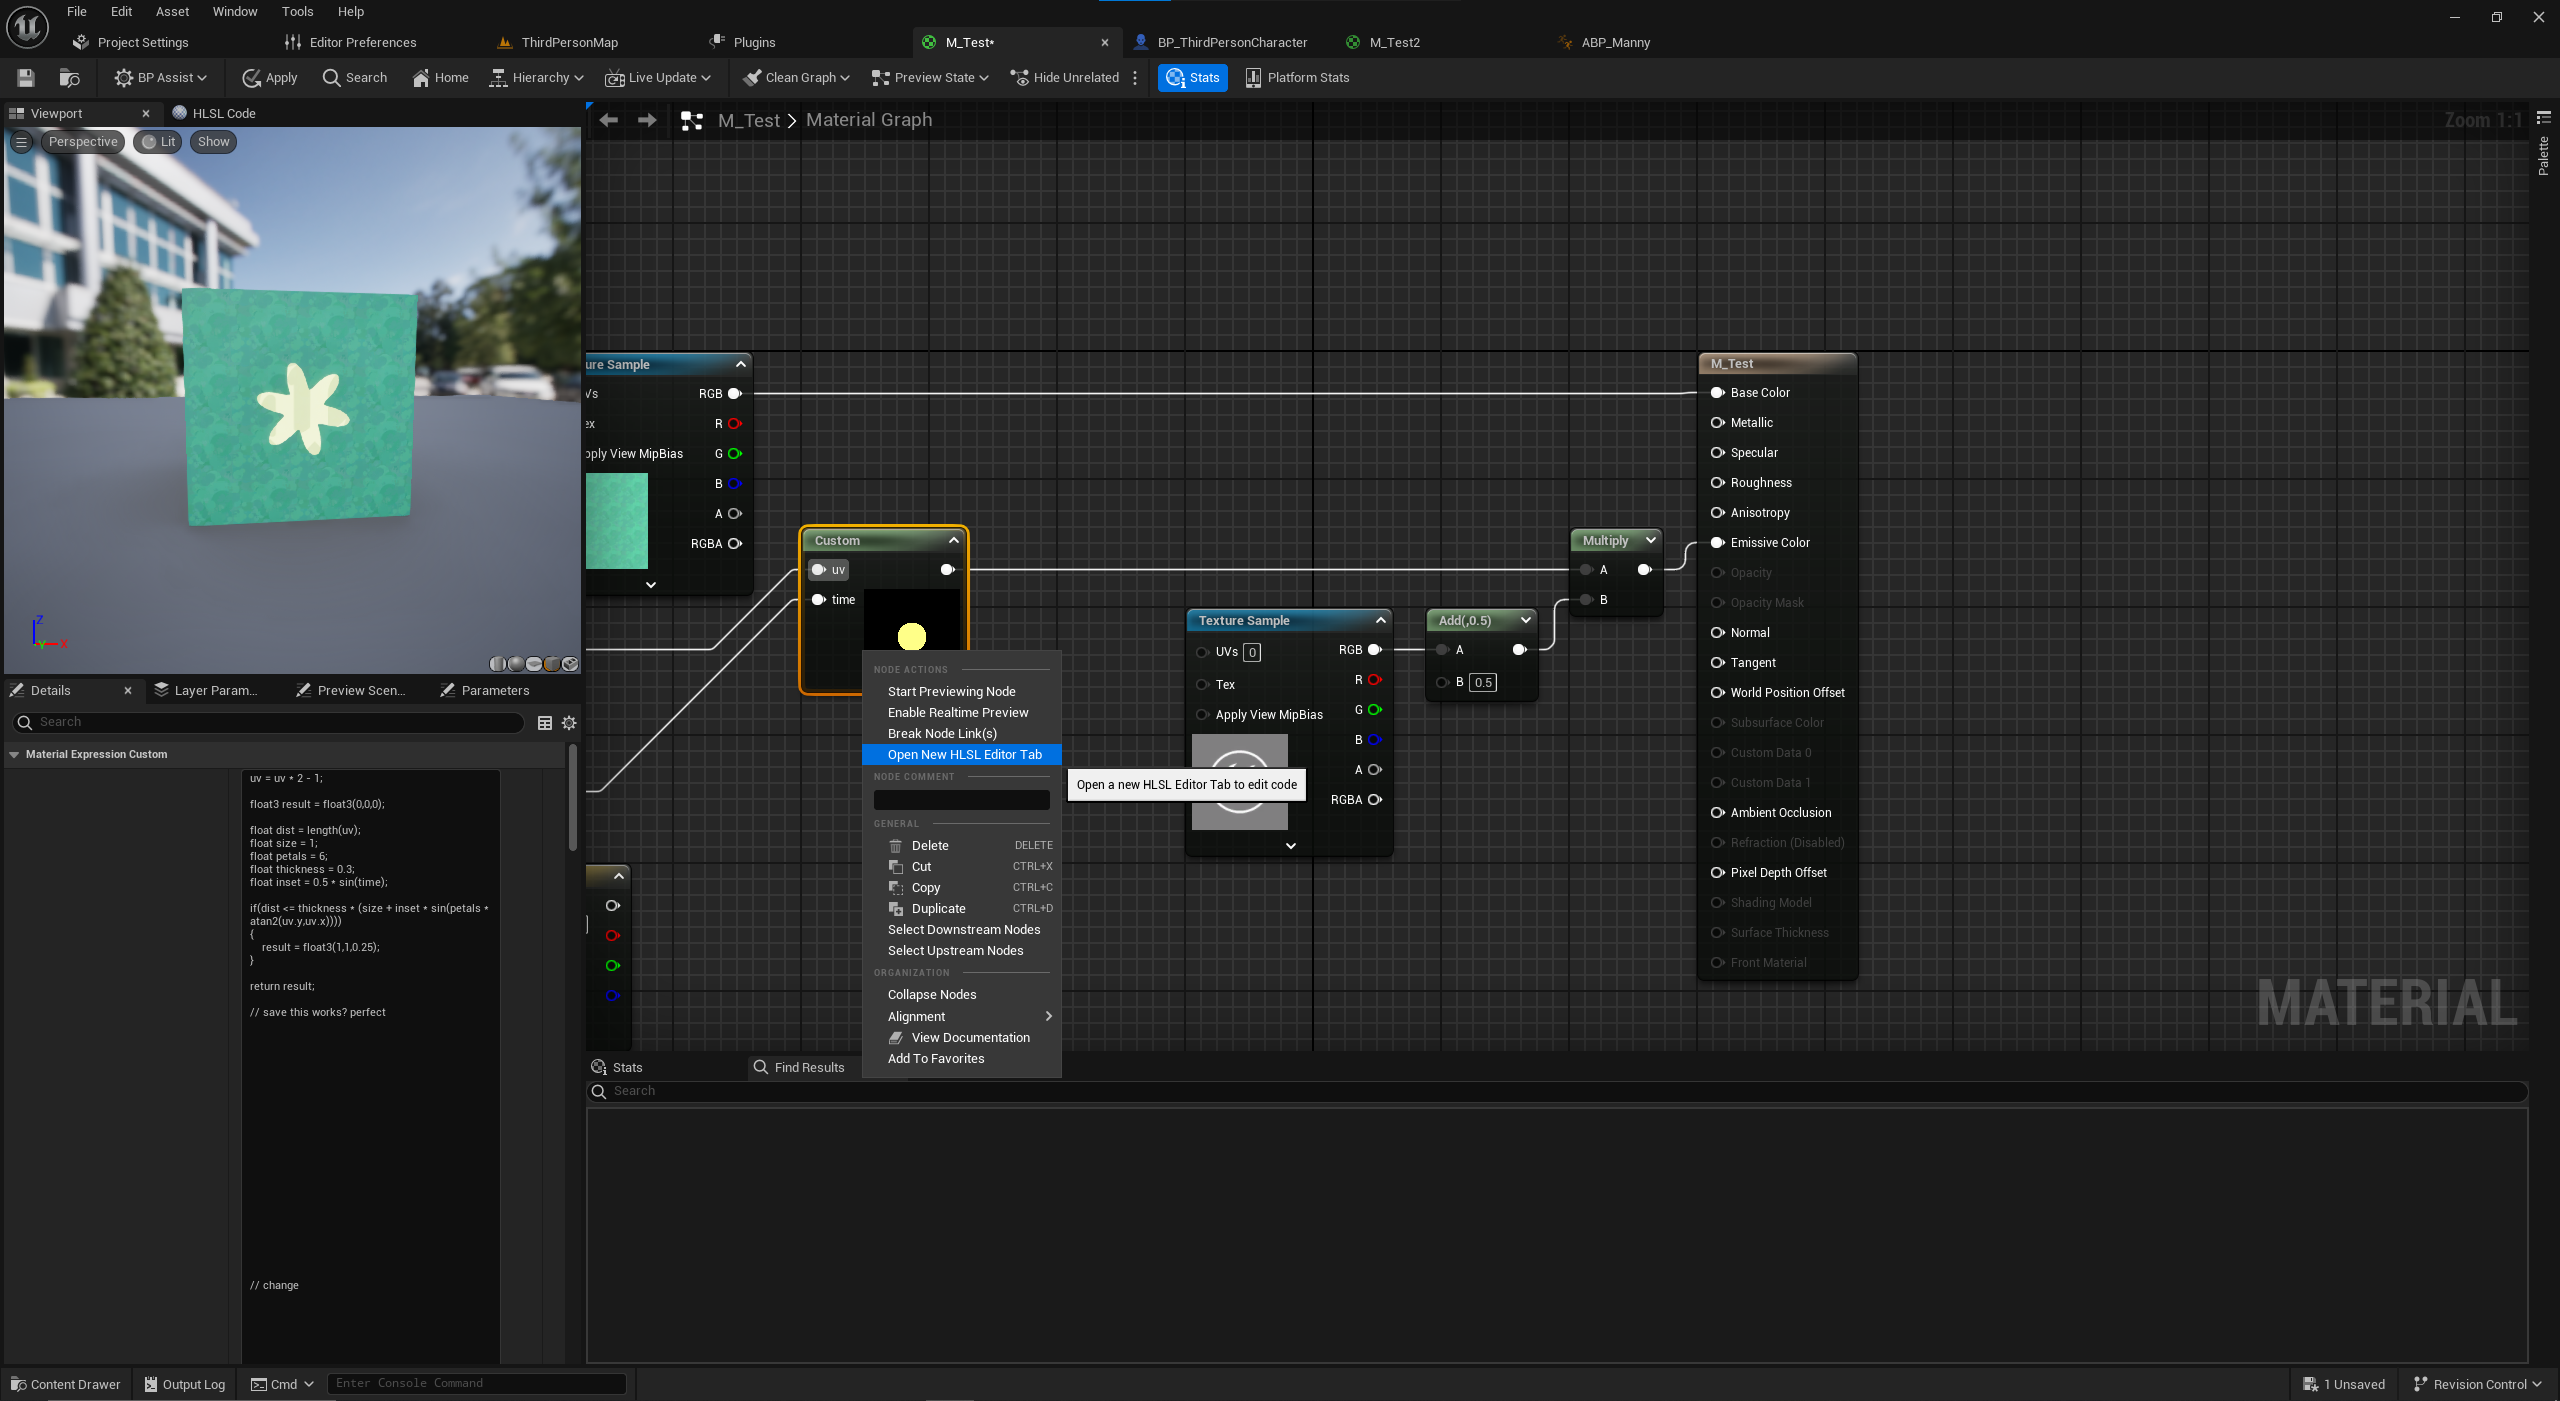 File Edit Asset Window Tools Help
Project Settings Editor Preferences ThirdPersonMap Plugins M_Test* BP_ThirdPersonCharacter M_Test2 ABP_Manny
BP Assist Apply Search Home Hierarchy Live Update Clean Graph Preview State Hide Unrelated Stats Platform Stats
Viewport HLSL Code
Perspective Lit Show
Z
Y
X
M_Test > Material Graph
Zoom 1:1
Palette
Texture Sample
RGB
R
G
B
A
RGBA
Custom
uv
time
Texture Sample
UVs 0
Tex
Apply View MipBias
RGB
R
G
B
A
RGBA
Add(,0.5)
A
B 0.5
Multiply
A
B
M_Test
Base Color
Metallic
Specular
Roughness
Anisotropy
Emissive Color
Opacity
Opacity Mask
Normal
Tangent
World Position Offset
Subsurface Color
Custom Data 0
Custom Data 1
Ambient Occlusion
Refraction (Disabled)
Pixel Depth Offset
Shading Model
Surface Thickness
Front Material
MATERIAL
NODE ACTIONS
Start Previewing Node
Enable Realtime Preview
Break Node Link(s)
Open New HLSL Editor Tab
NODE COMMENT
GENERAL
Delete DELETE
Cut CTRL+X
Copy CTRL+C
Duplicate CTRL+D
Select Downstream Nodes
Select Upstream Nodes
ORGANIZATION
Collapse Nodes
Alignment
View Documentation
Add To Favorites
Open a new HLSL Editor Tab to edit code
Details Layer Param... Preview Scen... Parameters
Search
Material Expression Custom
uv = uv * 2 - 1;
float3 result = float3(0,0,0);
float dist = length(uv);
float size = 1;
float petals = 6;
float thickness = 0.3;
float inset = 0.5 * sin(time);
if(dist <= thickness * (size + inset * sin(petals *
atan2(uv.y,uv.x))))
{
result = float3(1,1,0.25);
}
return result;
// save this works? perfect
// change
Stats Find Results
Search
Content Drawer Output Log Cmd Enter Console Command
1 Unsaved Revision Control